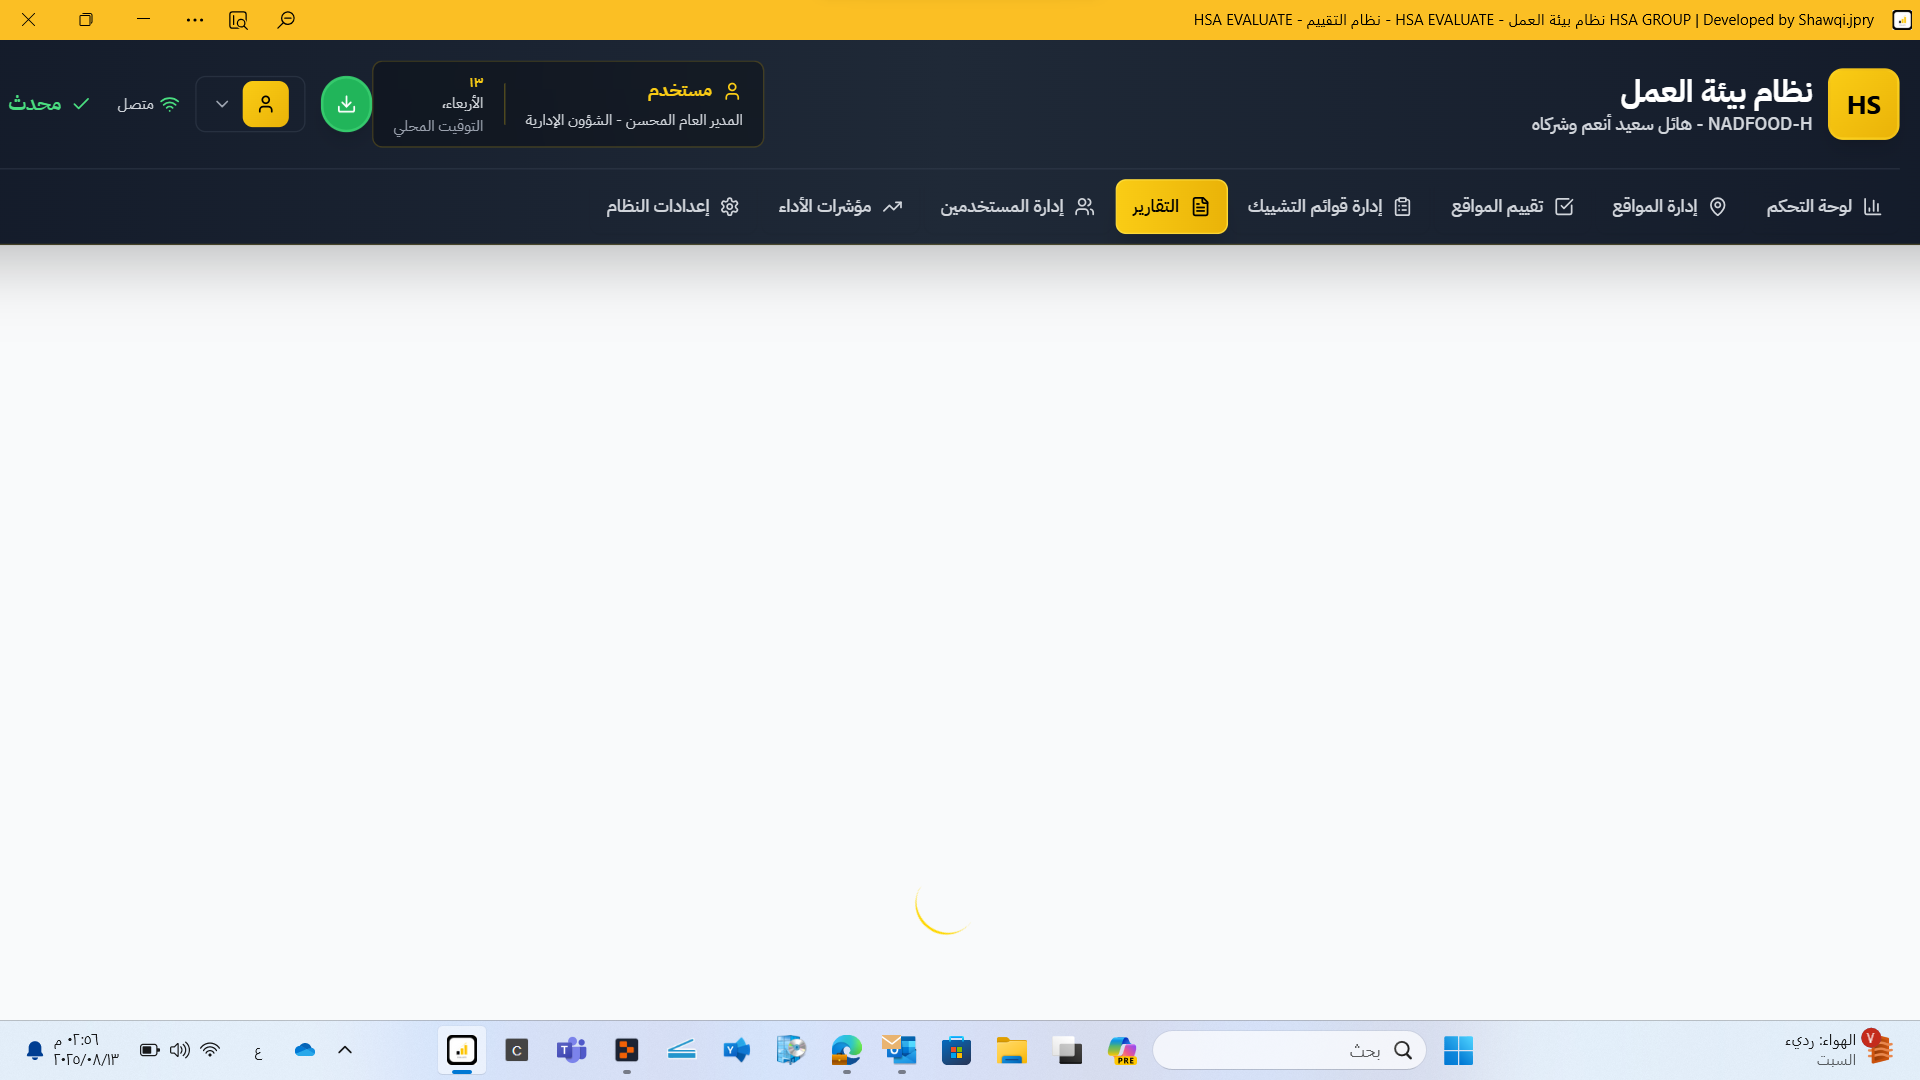 HSA GROUP | Developed by Shawqi.jpry نظام بيئة العمل - HSA EVALUATE - نظام التقييم - HSA EVALUATE
HS
نظام بيئة العمل
NADFOOD-H - هائل سعيد أنعم وشركاه
مستخدم
المدير العام المحسن - الشؤون الإدارية
١٣
الأربعاء،
التوقيت المحلي
متصل
محدث
لوحة التحكم
إدارة المواقع
تقييم المواقع
إدارة قوائم التشييك
التقارير
إدارة المستخدمين
مؤشرات الأداء
إعدادات النظام
الهواء: رديء
السبت
بحث
PRE
C
ع
٠٢:٥٦ م
٢٠٢٥/٠٨/١٣